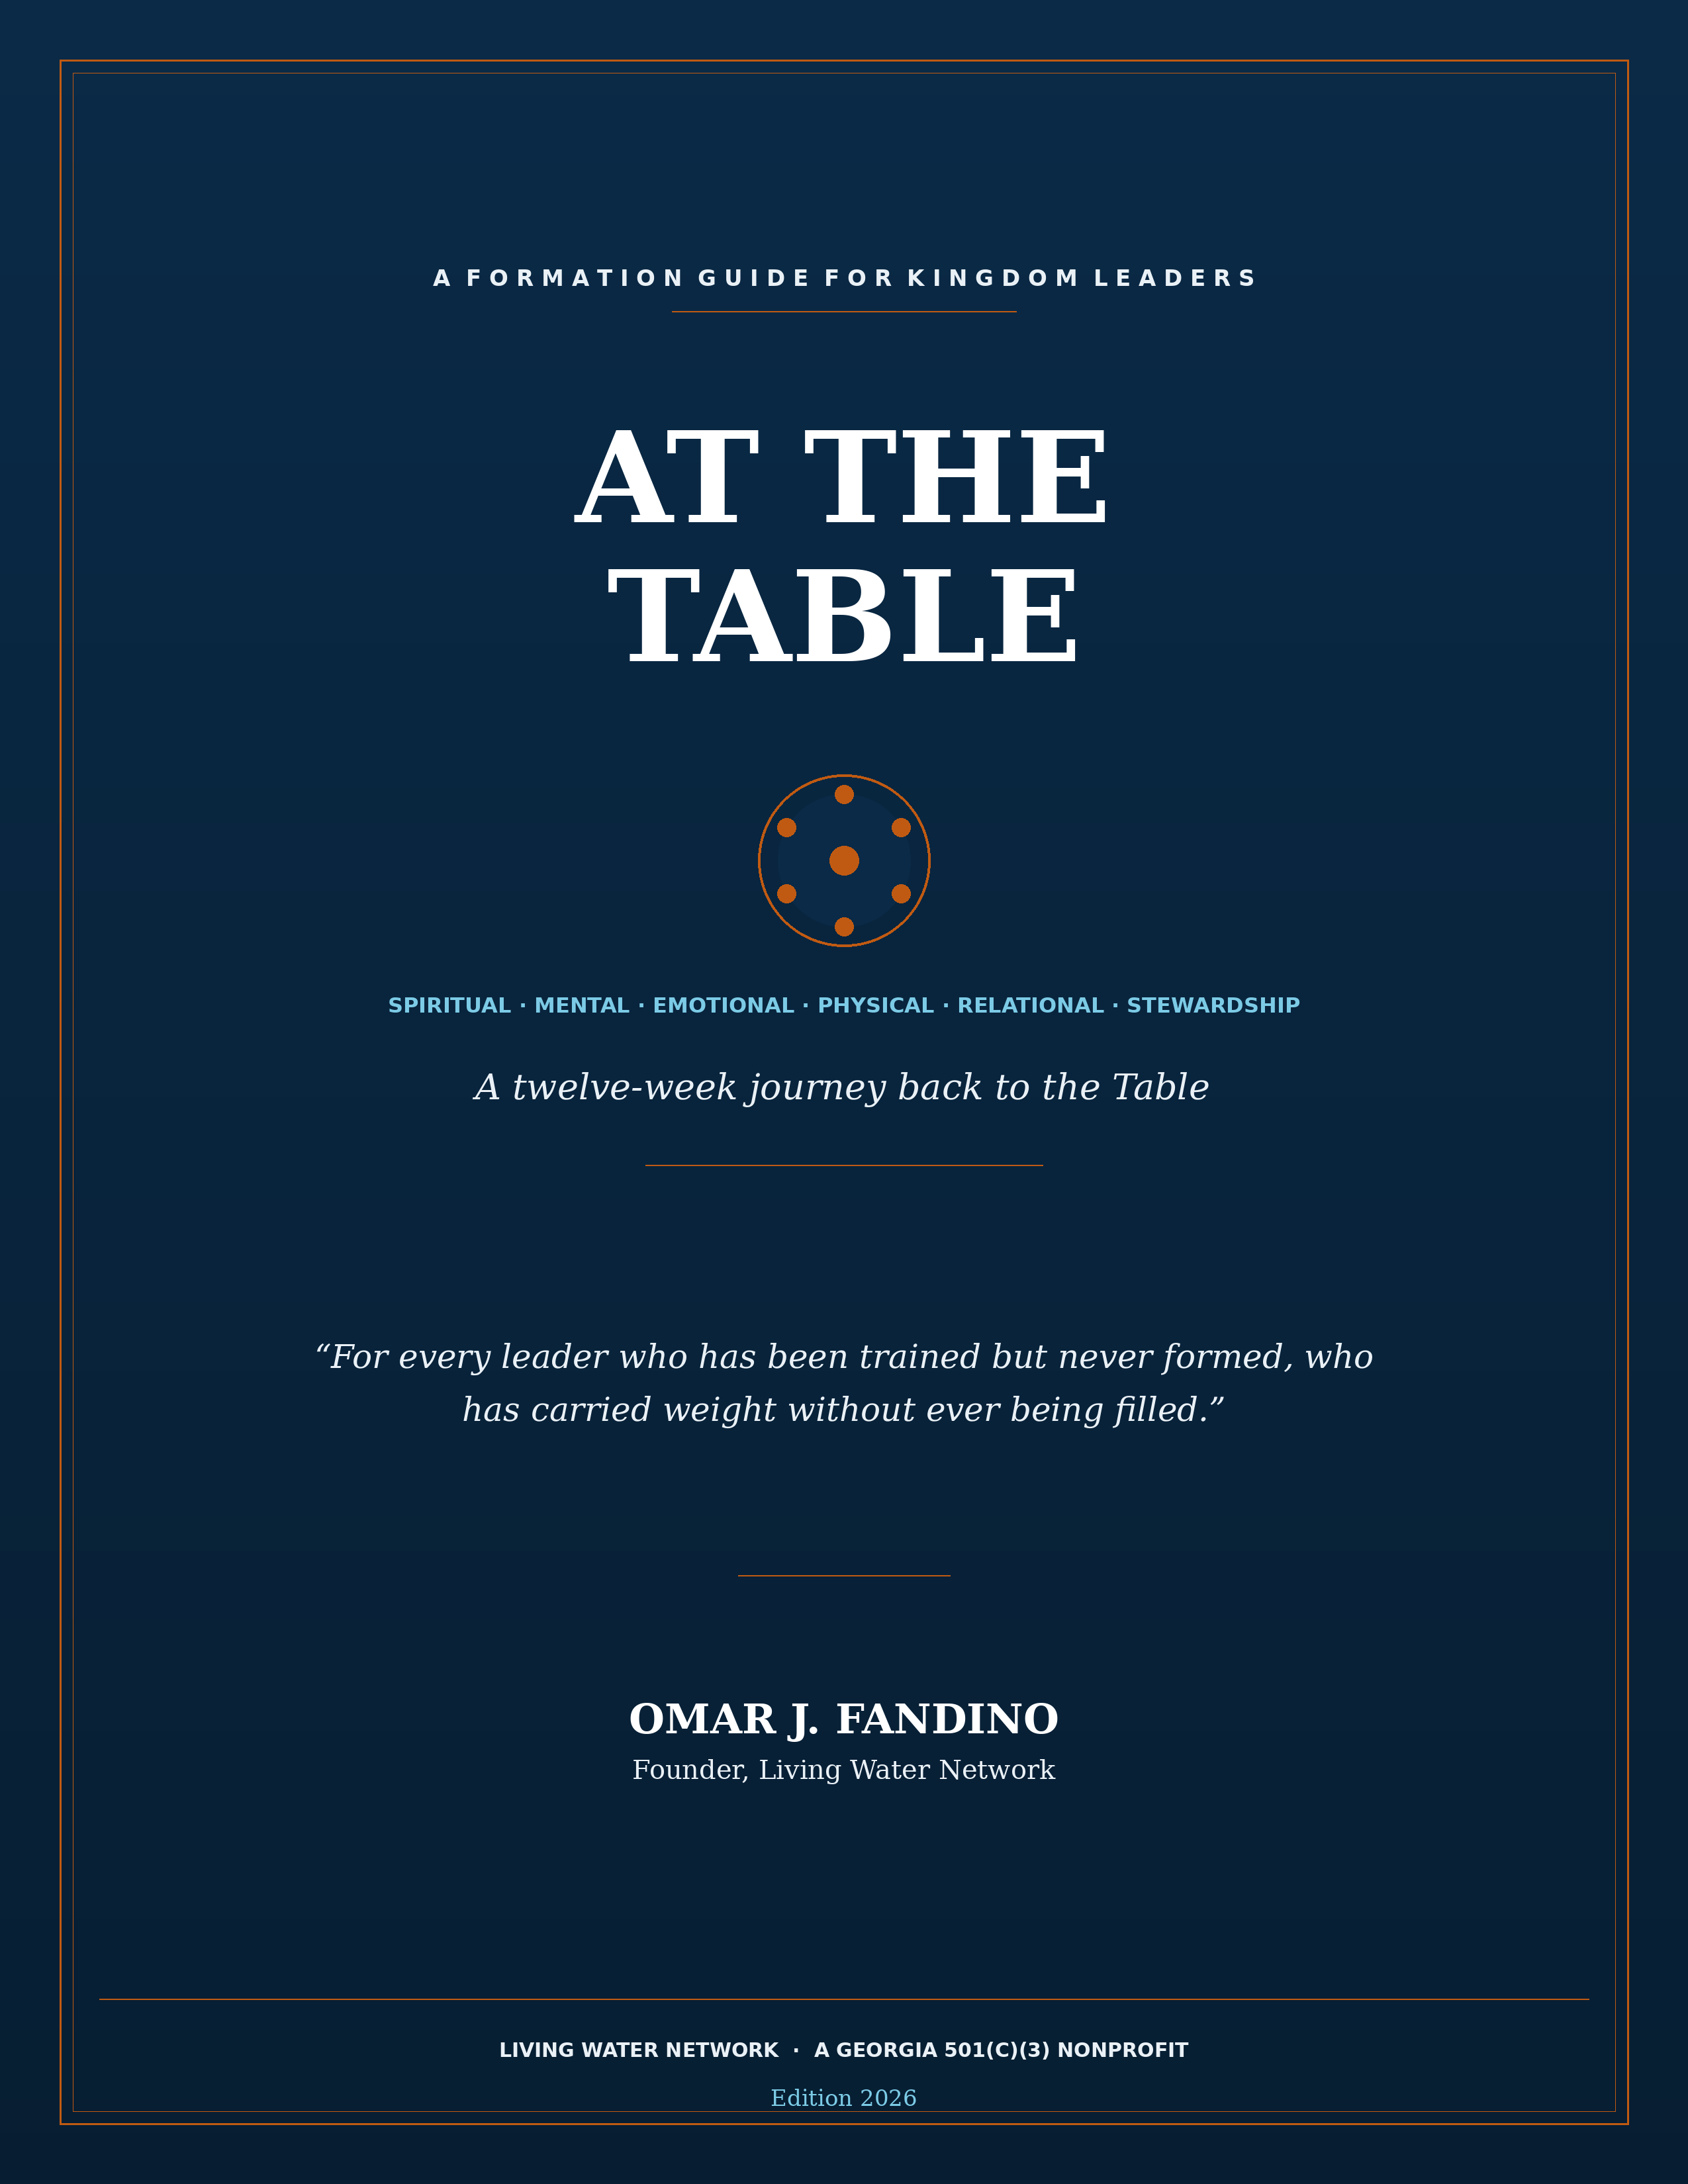 A FORMATION GUIDE FOR KINGDOM LEADERS
AT THE
TABLE
SPIRITUAL · MENTAL · EMOTIONAL · PHYSICAL · RELATIONAL · STEWARDSHIP
A twelve-week journey back to the Table
“For every leader who has been trained but never formed, who
has carried weight without ever being filled.”
OMAR J. FANDINO
Founder, Living Water Network
LIVING WATER NETWORK · A GEORGIA 501(C)(3) NONPROFIT
Edition 2026